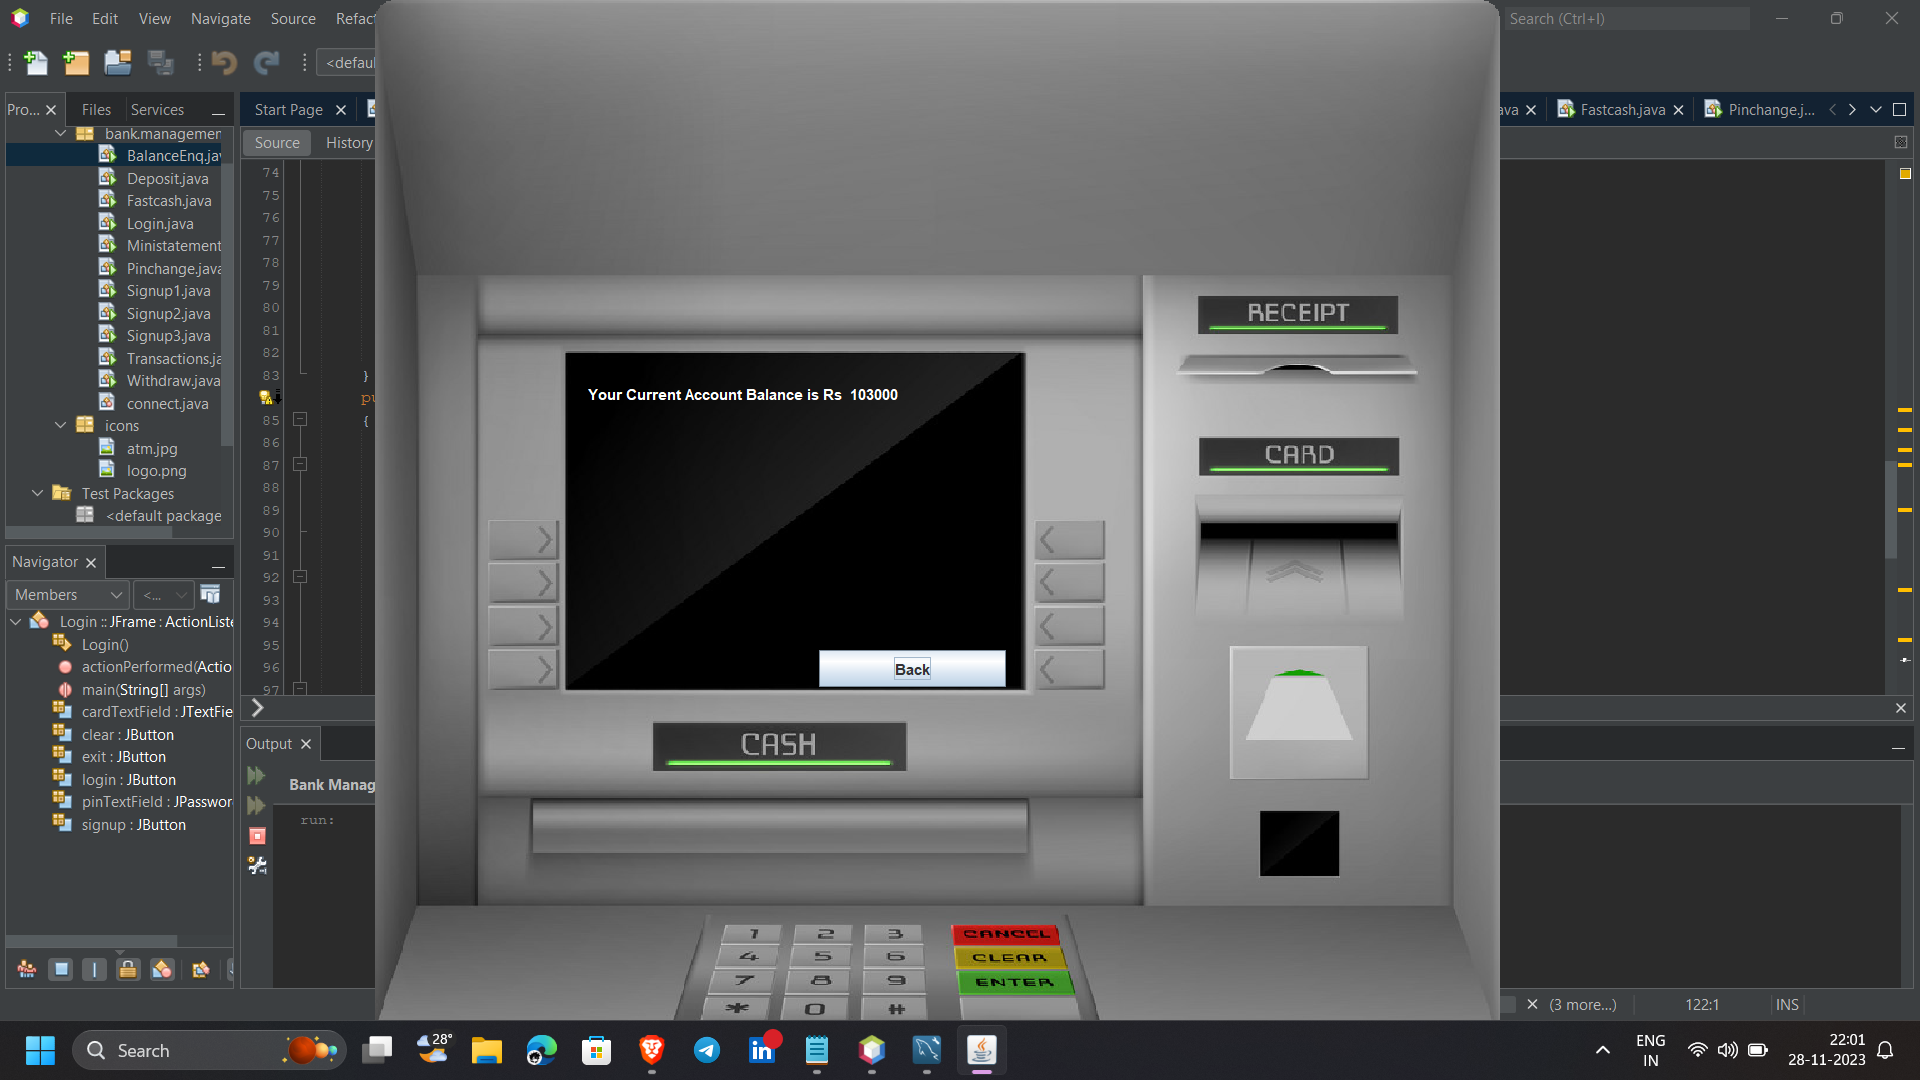 File Edit View Navigate Source Refact
Search (Ctrl+I)
<defaul
Pro... Files Services
Start Page
ava Fastcash.java Pinchange.j...
Source History
bank.managemen
BalanceEnq.jav
Deposit.java
Fastcash.java
Login.java
Ministatement
Pinchange.java
Signup1.java
Signup2.java
Signup3.java
Transactions.ja
Withdraw.java
connect.java
icons
atm.jpg
logo.png
Test Packages
<default package
74
75
76
77
78
79
80
81
82
83 }
pu
85 {
86
87
88
89
90
91
92
93
94
95
96
97
Your Current Account Balance is Rs 103000
Back
CASH
RECEIPT
CARD
1 2 3 CANCEL
4 5 6 CLEAR
7 8 9 ENTER
* 0 #
Navigator
Members <...
Login :: JFrame : ActionListe
Login()
actionPerformed(Actio
main(String[] args)
cardTextField : JTextFie
clear : JButton
exit : JButton
login : JButton
pinTextField : JPasswor
signup : JButton
Output
Bank Manag
run:
(3 more...) 122:1 INS
Search
28°
in
ENG
IN
22:01
28-11-2023